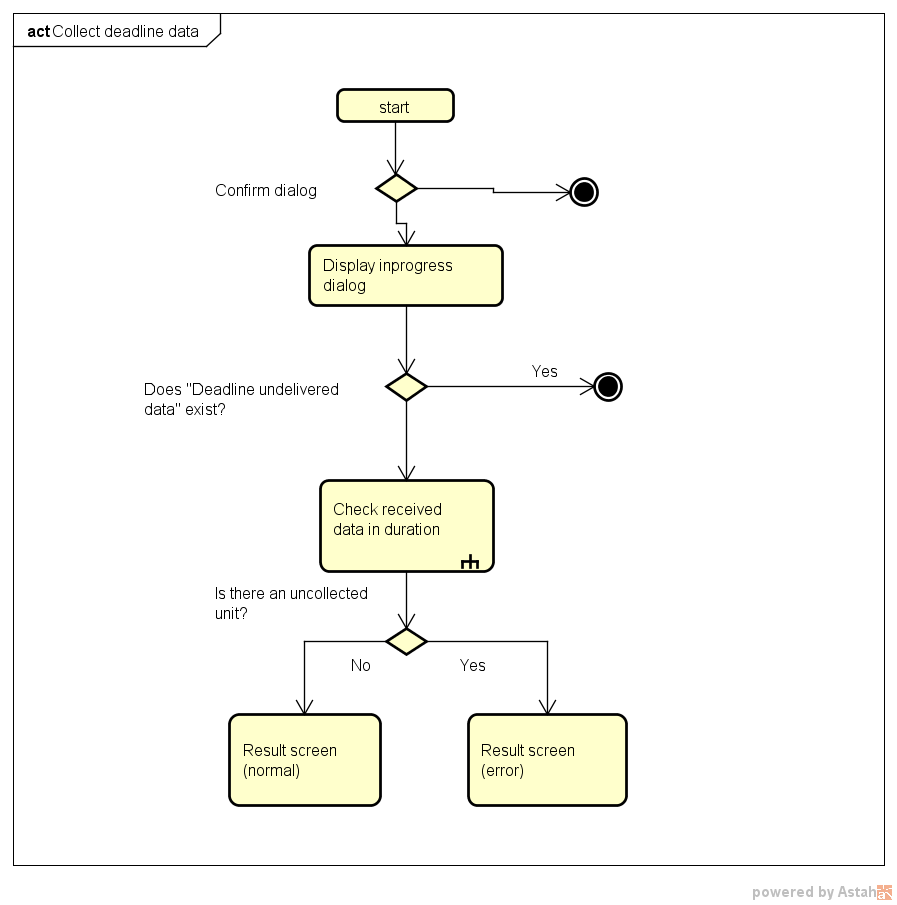 act Collect deadline data
start
Confirm dialog
Display inprogress
dialog
Yes
Does "Deadline undelivered
data" exist?
Check received
data in duration
Is there an uncollected
unit?
No
Yes
Result screen
(normal)
Result screen
(error)
powered by Astah